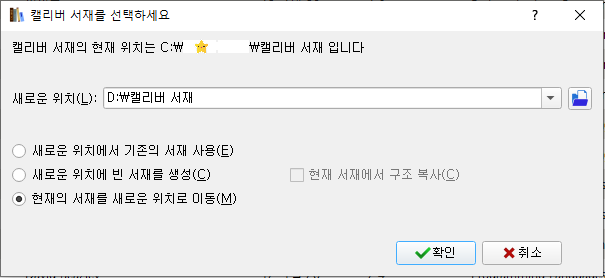 캘리버 서재를 선택하세요
캘리버 서재의 현재 위치는 C:\ \캘리버 서재 입니다
새로운 위치(L): D:\캘리버 서재
새로운 위치에서 기존의 서재 사용(E)
새로운 위치에 빈 서재를 생성(C) 현재 서재에서 구조 복사(C)
현재의 서재를 새로운 위치로 이동(M)
확인 취소